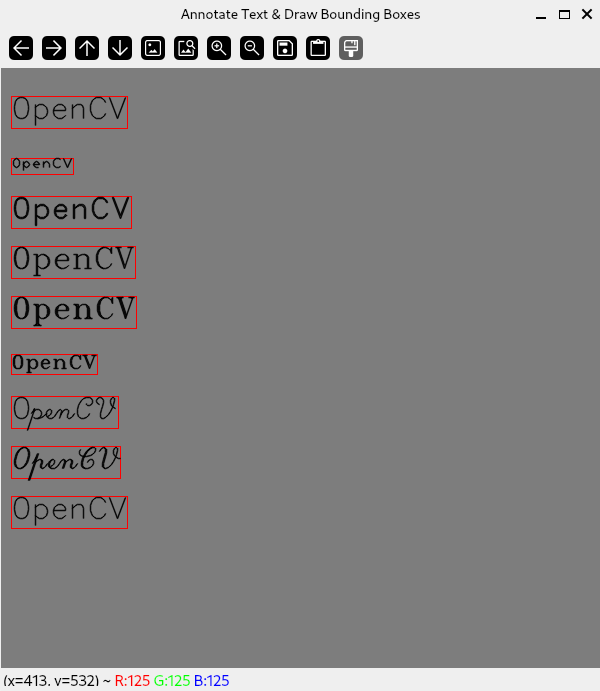 Annotate Text & Draw Bounding Boxes
OpenCV
OpenCV
OpenCV
OpenCV
OpenCV
OpenCV
OpenCV
OpenCV
OpenCV
(x=413, y=532) ~ R:125 G:125 B:125